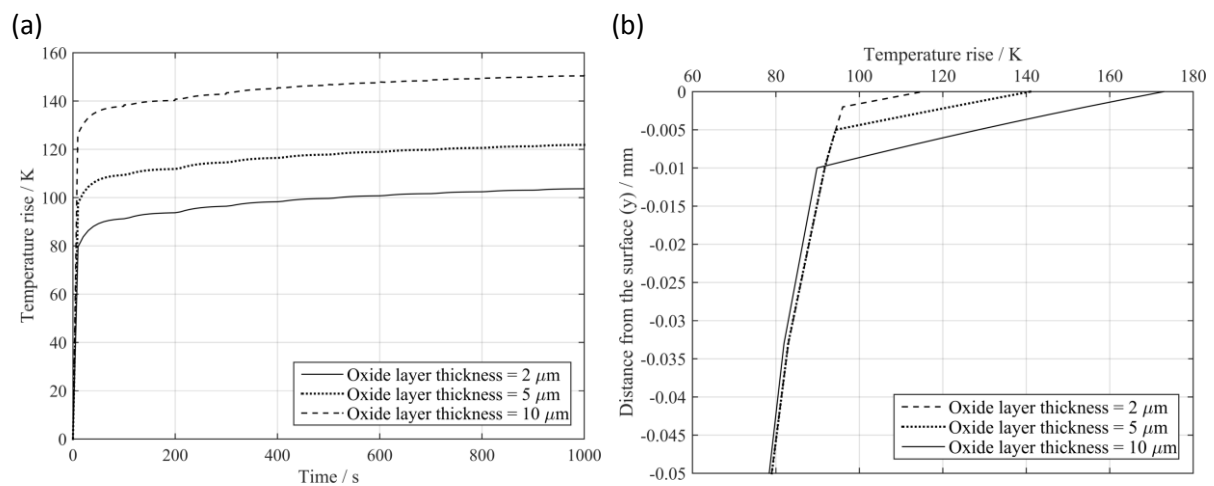 (a)
160
140
120
100
80
60
40
20
0
Temperature rise / K
0 200 400 600 800 1000
Time / s
Oxide layer thickness = 2 μm
Oxide layer thickness = 5 μm
Oxide layer thickness = 10 μm
(b)
Temperature rise / K
60 80 100 120 140 160 180
0
-0.005
-0.01
-0.015
-0.02
-0.025
-0.03
-0.035
-0.04
-0.045
-0.05
Distance from the surface (y) / mm
Oxide layer thickness = 2 μm
Oxide layer thickness = 5 μm
Oxide layer thickness = 10 μm